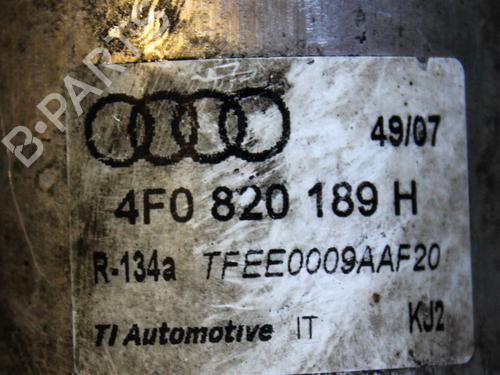 B-PARTS
49/07
4F0 820 189 H
R-134a TFEE0009AAF20
TI Automotive IT KJ2